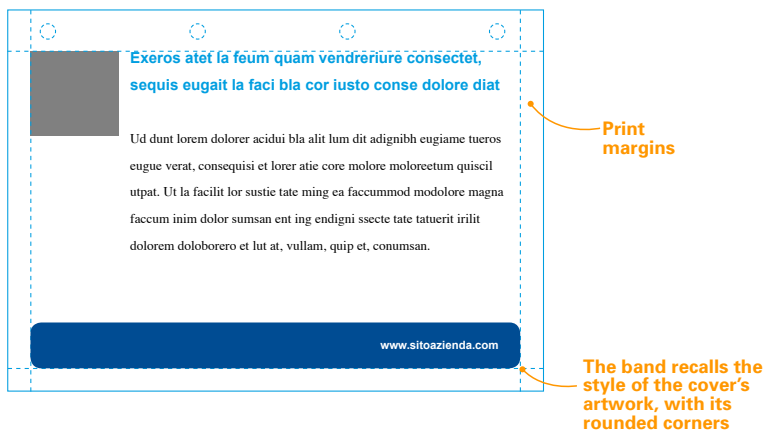 Exeros atet la feum quam vendreriure consectet,
sequis eugait la faci bla cor iusto conse dolore diat
Ud dunt lorem dolorer acidui bla alit lum dit adignibh eugiame tueros
eugue verat, consequisi et lorer atie core molore moloreetum quiscil
utpat. Ut la facilit lor sustie tate ming ea faccummod modolore magna
faccum inim dolor sumsan ent ing endigni ssecte tate tatuerit irilit
dolorem doloborero et lut at, vullam, quip et, conumsan.
www.sitoazienda.com
Print
margins
The band recalls the
style of the cover’s
artwork, with its
rounded corners